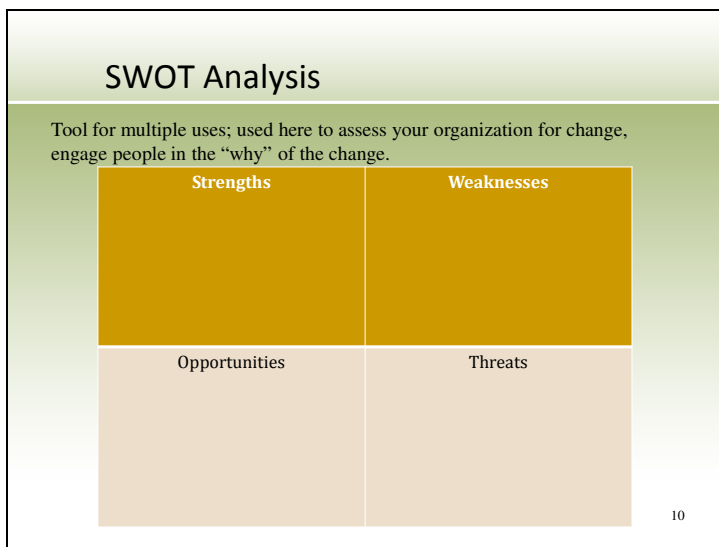 SWOT Analysis
Tool for multiple uses; used here to assess your organization for change,
engage people in the “why” of the change.
Strengths
Weaknesses
Opportunities
Threats
10